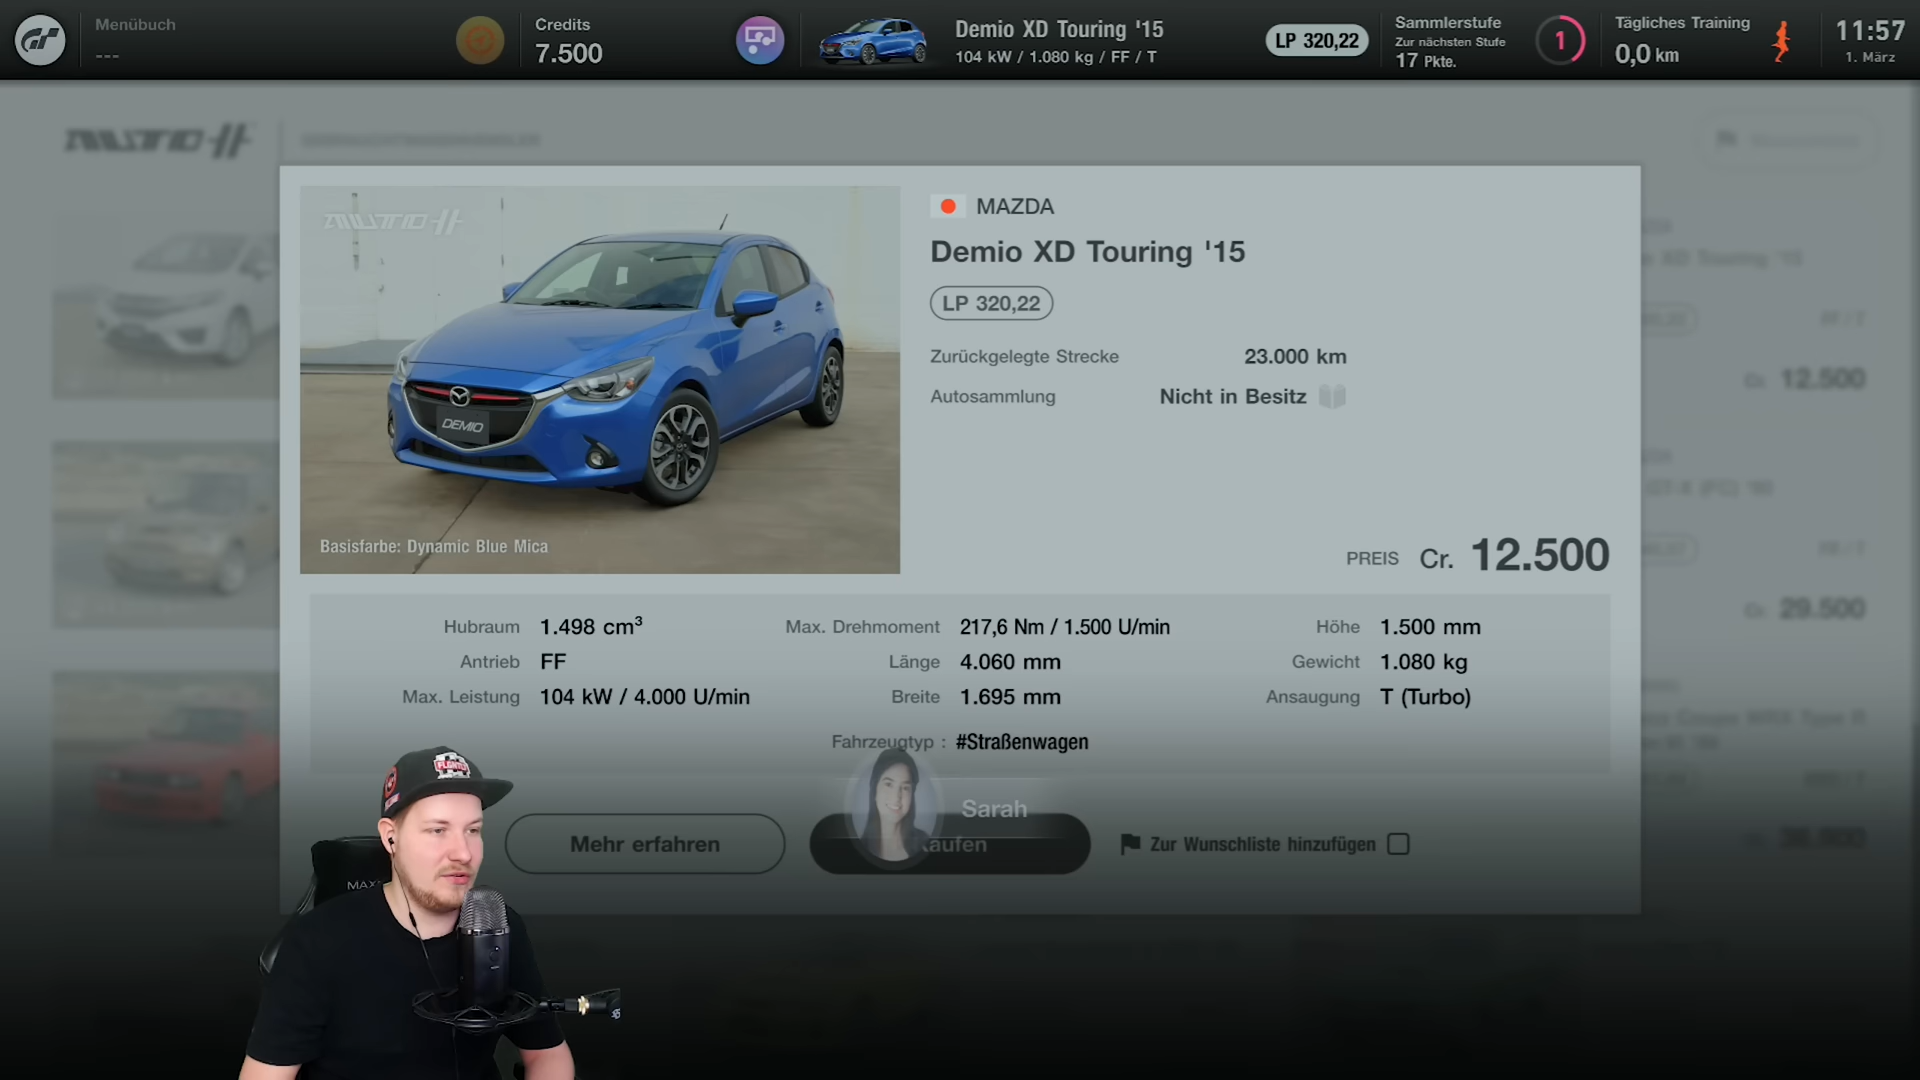 Menübuch
---
Credits
7.500
Demio XD Touring '15
104 kW / 1.080 kg / FF / T
LP 320,22
Sammlerstufe
Zur nächsten Stufe
17 Pkte.
1
Tägliches Training
0,0 km
11:57
1. März
MAZDA
Demio XD Touring '15
LP 320,22
Zurückgelegte Strecke 23.000 km
Autosammlung Nicht in Besitz
DEMIO
Basisfarbe: Dynamic Blue Mica
PREIS Cr. 12.500
Hubraum 1.498 cm³
Antrieb FF
Max. Leistung 104 kW / 4.000 U/min
Max. Drehmoment 217,6 Nm / 1.500 U/min
Länge 4.060 mm
Breite 1.695 mm
Höhe 1.500 mm
Gewicht 1.080 kg
Ansaugung T (Turbo)
Fahrzeugtyp : #Straßenwagen
Sarah
Mehr erfahren
Kaufen
Zur Wunschliste hinzufügen
12.500
29.500